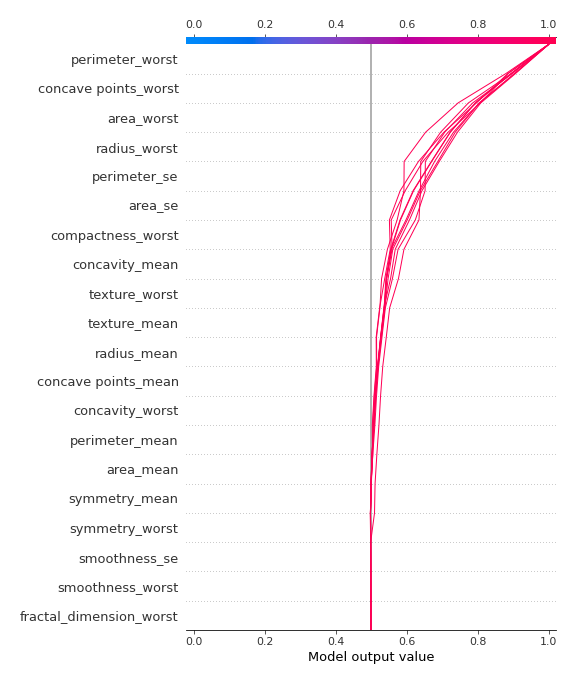 0.0 0.2 0.4 0.6 0.8 1.0
perimeter_worst
concave points_worst
area_worst
radius_worst
perimeter_se
area_se
compactness_worst
concavity_mean
texture_worst
texture_mean
radius_mean
concave points_mean
concavity_worst
perimeter_mean
area_mean
symmetry_mean
symmetry_worst
smoothness_se
smoothness_worst
fractal_dimension_worst
0.0 0.2 0.4 0.6 0.8 1.0
Model output value